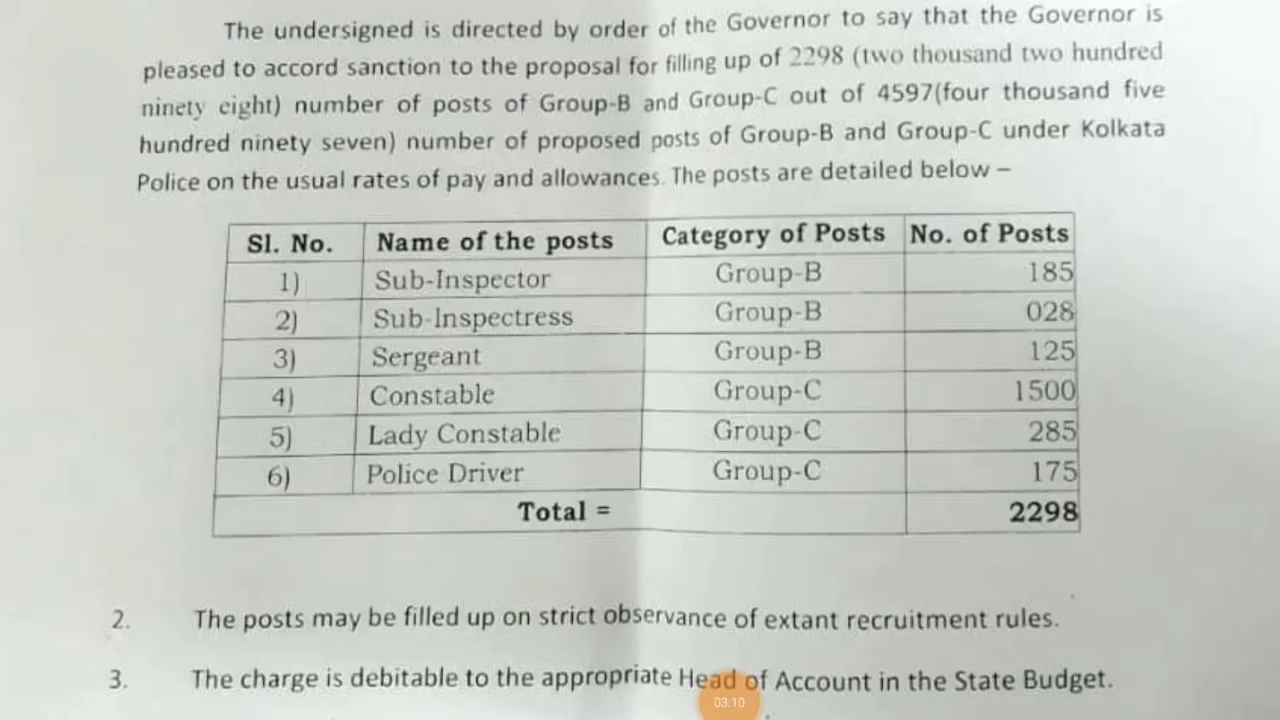 The undersigned is directed by order of the Governor to say that the Governor is
pleased to accord sanction to the proposal for filling up of 2298 (two thousand two hundred
ninety eight) number of posts of Group-B and Group-C out of 4597(four thousand five
hundred ninety seven) number of proposed posts of Group-B and Group-C under Kolkata
Police on the usual rates of pay and allowances. The posts are detailed below –
Sl. No. Name of the posts Category of Posts No. of Posts
1) Sub-Inspector Group-B 185
2) Sub-Inspectress Group-B 028
3) Sergeant Group-B 125
4) Constable Group-C 1500
5) Lady Constable Group-C 285
6) Police Driver Group-C 175
Total = 2298
2. The posts may be filled up on strict observance of extant recruitment rules.
3. The charge is debitable to the appropriate Head of Account in the State Budget.
03:10